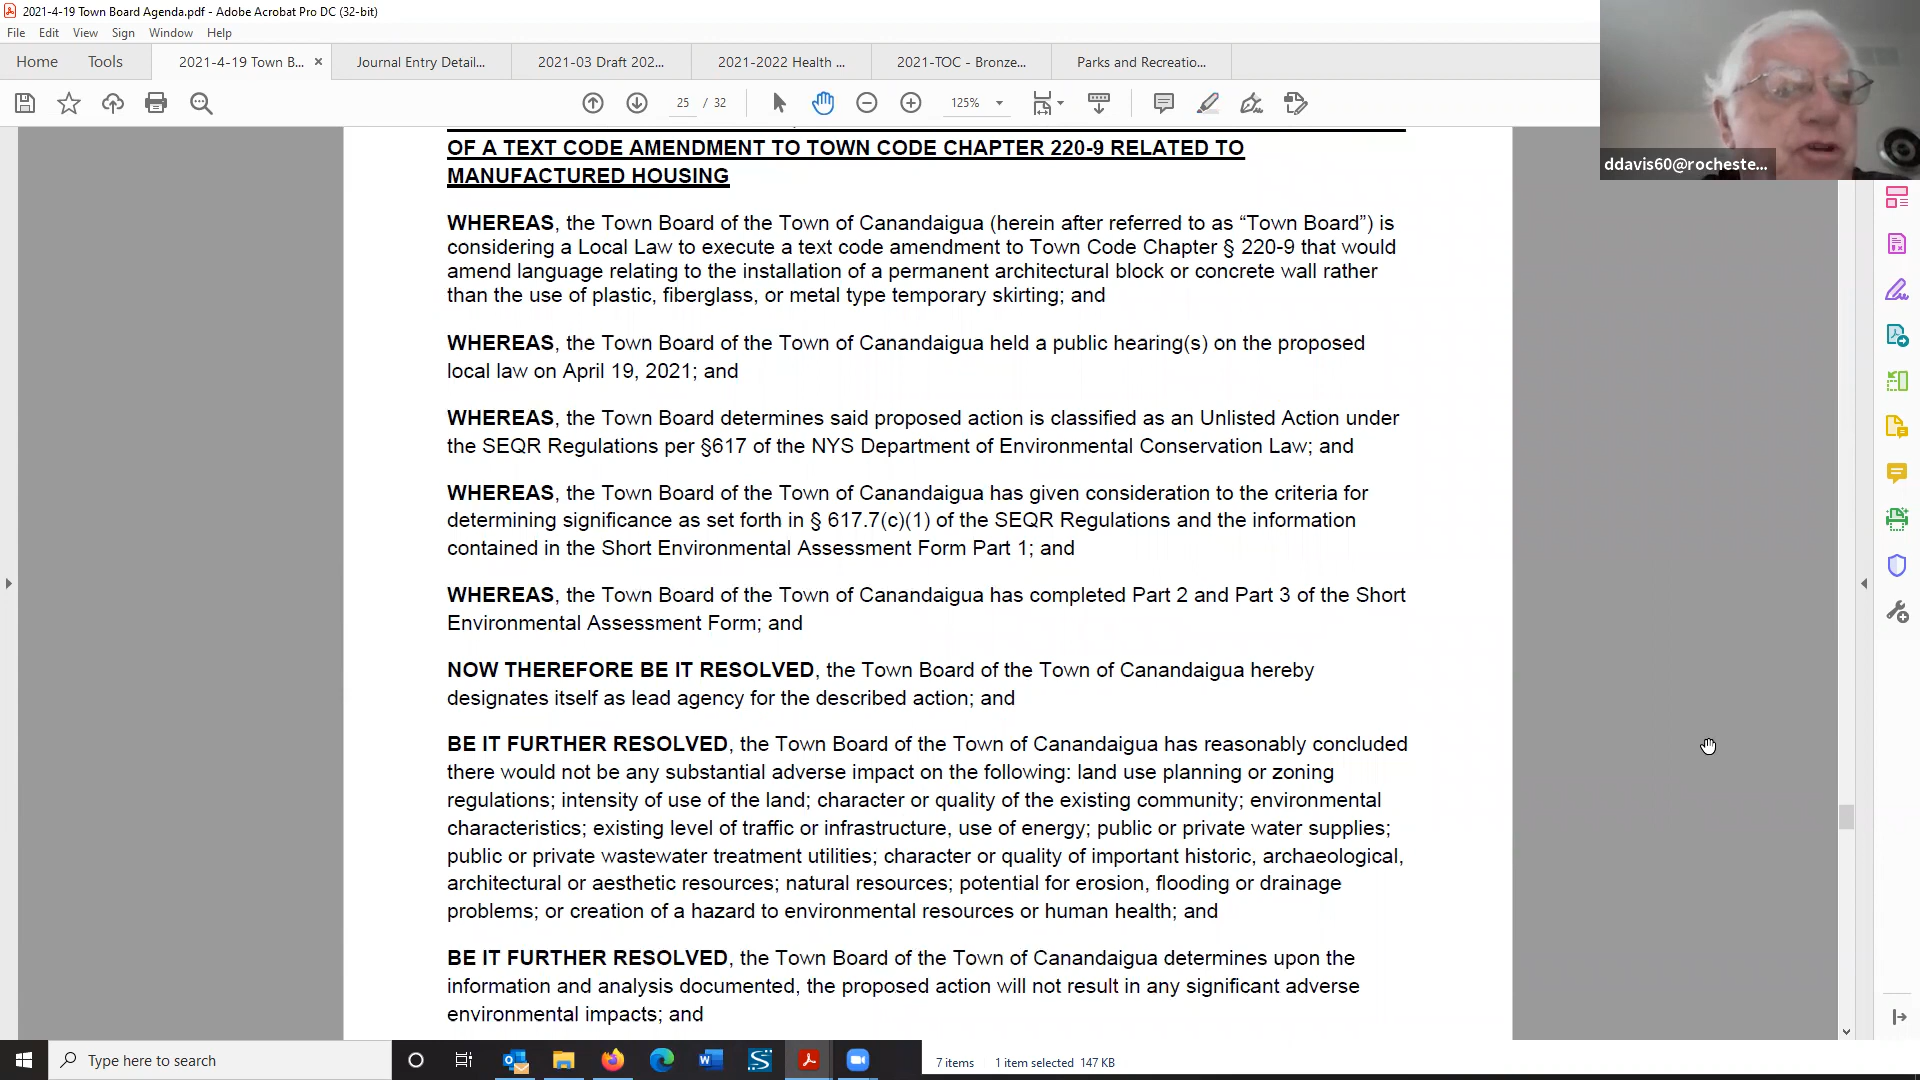 2021-4-19 Town Board Agenda.pdf - Adobe Acrobat Pro DC (32-bit)
File Edit View Sign Window Help
Home Tools 2021-4-19 Town B... × Journal Entry Detail... 2021-03 Draft 202... 2021-2022 Health ... 2021-TOC - Bronze... Parks and Recreatio...
25 / 32 125%
ddavis60@rocheste...
OF A TEXT CODE AMENDMENT TO TOWN CODE CHAPTER 220-9 RELATED TO
MANUFACTURED HOUSING
WHEREAS, the Town Board of the Town of Canandaigua (herein after referred to as “Town Board”) is
considering a Local Law to execute a text code amendment to Town Code Chapter § 220-9 that would
amend language relating to the installation of a permanent architectural block or concrete wall rather
than the use of plastic, fiberglass, or metal type temporary skirting; and
WHEREAS, the Town Board of the Town of Canandaigua held a public hearing(s) on the proposed
local law on April 19, 2021; and
WHEREAS, the Town Board determines said proposed action is classified as an Unlisted Action under
the SEQR Regulations per §617 of the NYS Department of Environmental Conservation Law; and
WHEREAS, the Town Board of the Town of Canandaigua has given consideration to the criteria for
determining significance as set forth in § 617.7(c)(1) of the SEQR Regulations and the information
contained in the Short Environmental Assessment Form Part 1; and
WHEREAS, the Town Board of the Town of Canandaigua has completed Part 2 and Part 3 of the Short
Environmental Assessment Form; and
NOW THEREFORE BE IT RESOLVED, the Town Board of the Town of Canandaigua hereby
designates itself as lead agency for the described action; and
BE IT FURTHER RESOLVED, the Town Board of the Town of Canandaigua has reasonably concluded
there would not be any substantial adverse impact on the following: land use planning or zoning
regulations; intensity of use of the land; character or quality of the existing community; environmental
characteristics; existing level of traffic or infrastructure, use of energy; public or private water supplies;
public or private wastewater treatment utilities; character or quality of important historic, archaeological,
architectural or aesthetic resources; natural resources; potential for erosion, flooding or drainage
problems; or creation of a hazard to environmental resources or human health; and
BE IT FURTHER RESOLVED, the Town Board of the Town of Canandaigua determines upon the
information and analysis documented, the proposed action will not result in any significant adverse
environmental impacts; and
Type here to search
7 items 1 item selected 147 KB